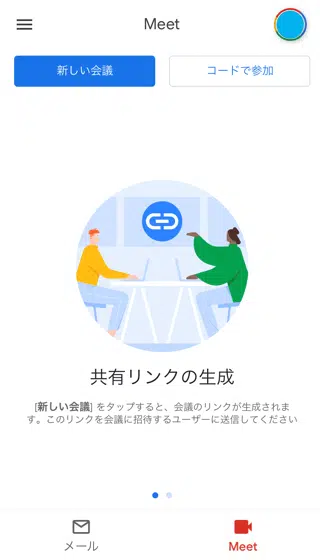 Meet
新しい会議
コードで参加
共有リンクの生成
[新しい会議] をタップすると、会議のリンクが生成されま
す。このリンクを会議に招待するユーザーに送信してください
メール
Meet